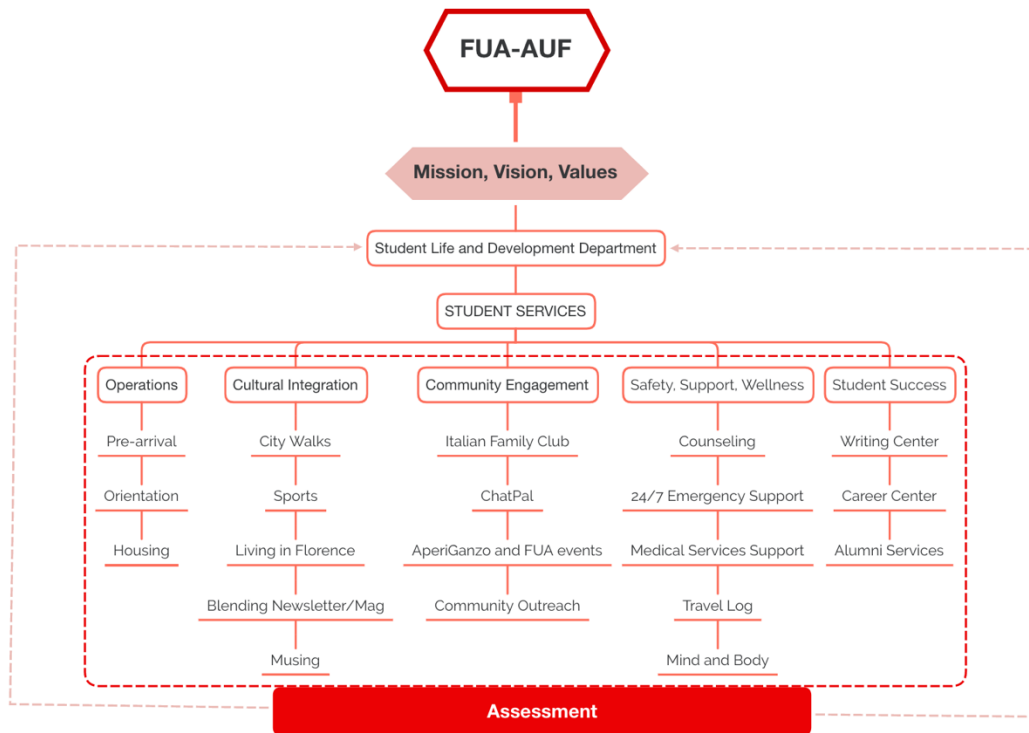 FUA-AUF
Mission, Vision, Values
Student Life and Development Department
STUDENT SERVICES
Operations
Pre-arrival
Orientation
Housing
Cultural Integration
City Walks
Sports
Living in Florence
Blending Newsletter/Mag
Musing
Community Engagement
Italian Family Club
ChatPal
AperiGanzo and FUA events
Community Outreach
Safety, Support, Wellness
Counseling
24/7 Emergency Support
Medical Services Support
Travel Log
Mind and Body
Student Success
Writing Center
Career Center
Alumni Services
Assessment